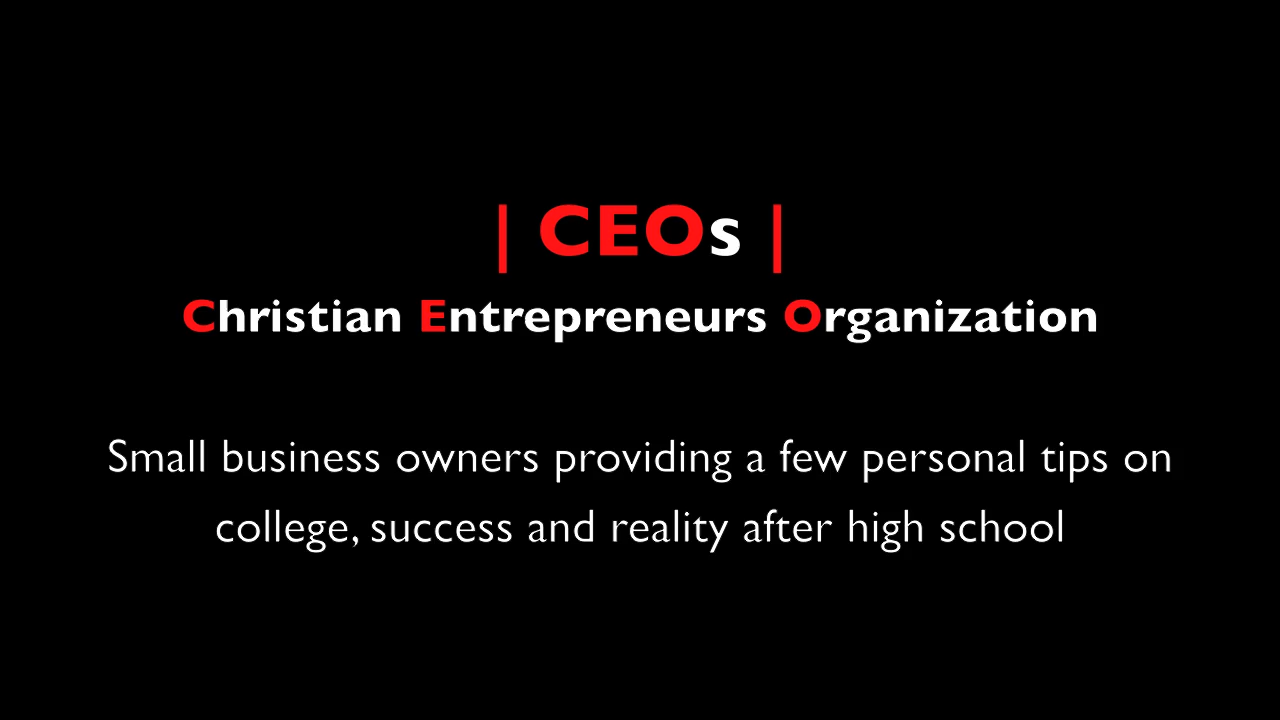 | CEOs |
Christian Entrepreneurs Organization
Small business owners providing a few personal tips on
college, success and reality after high school